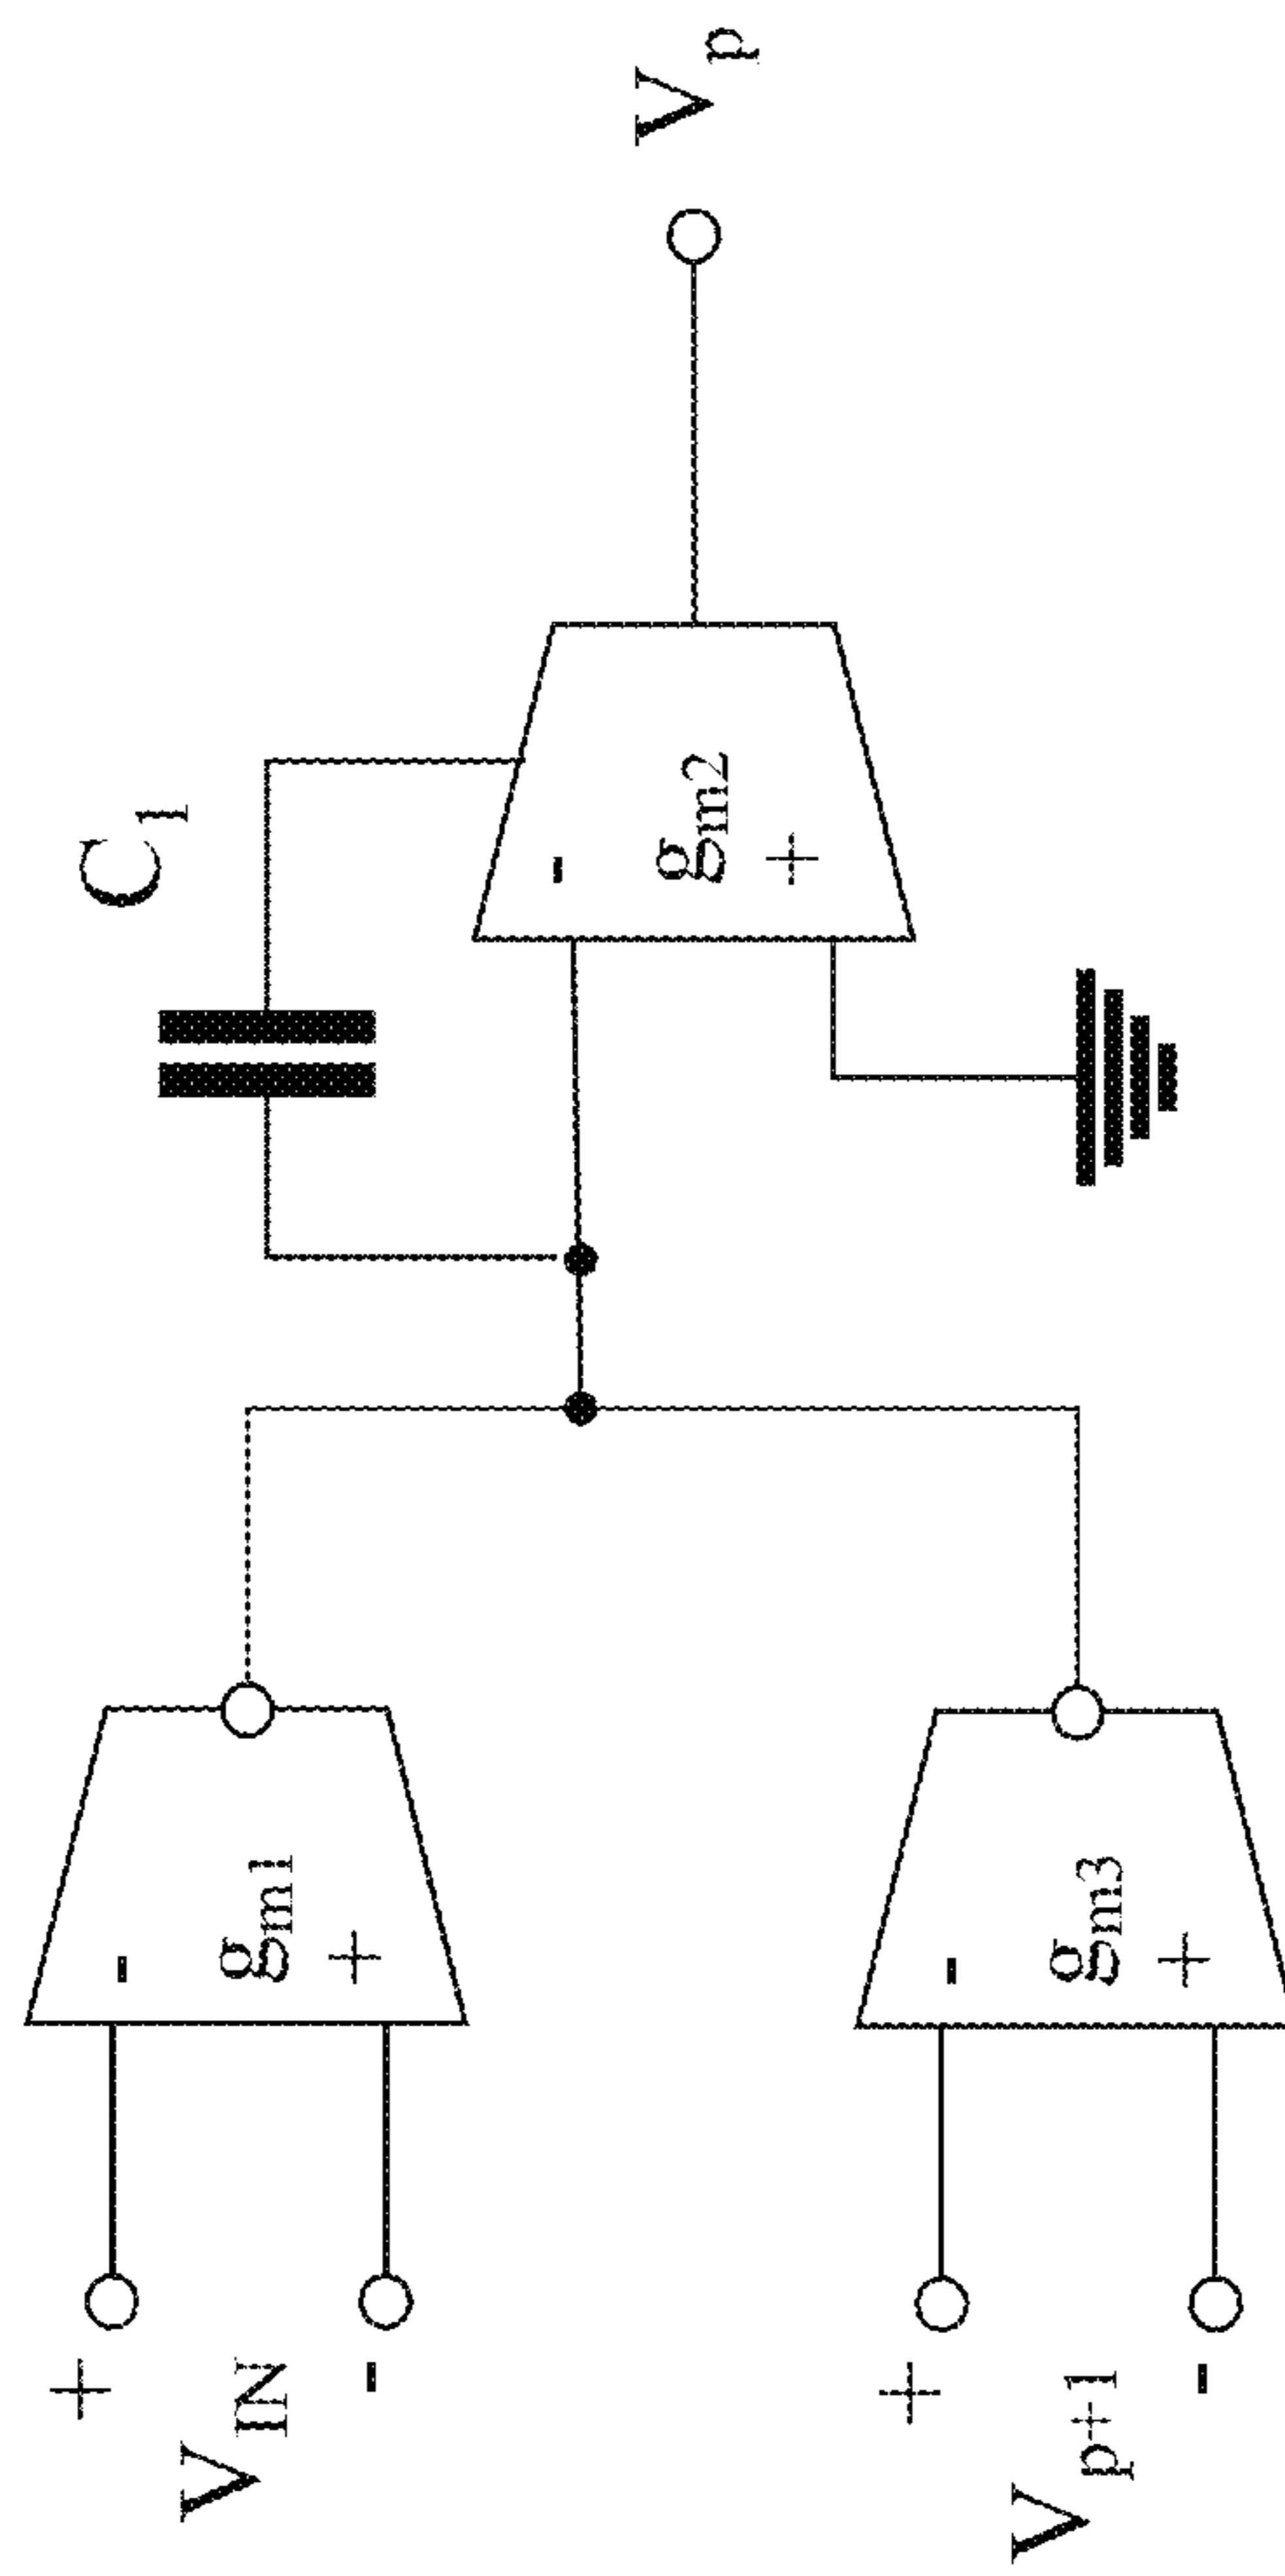 +
V_IN
-
- g_m1 +
+
V_p+1
-
- g_m3 +
C_1
- g_m2 +
V_p